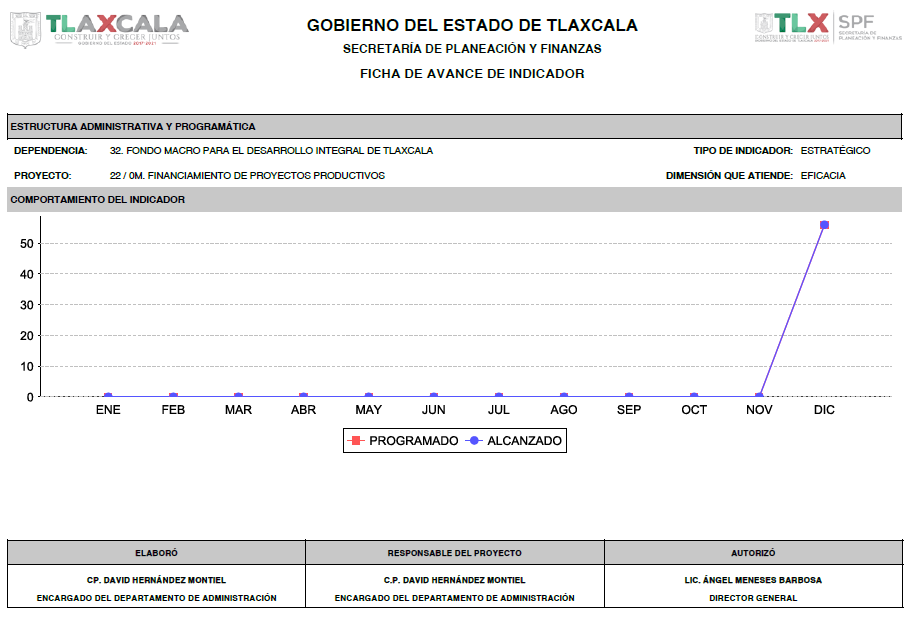 TLAXCALA
CONSTRUIR Y CRECER JUNTOS
GOBIERNO DEL ESTADO 2017-2021
GOBIERNO DEL ESTADO DE TLAXCALA
SECRETARÍA DE PLANEACIÓN Y FINANZAS
FICHA DE AVANCE DE INDICADOR
TLX
CONSTRUIR Y CRECER JUNTOS
SPF
SECRETARÍA DE
PLANEACIÓN Y FINANZAS
ESTRUCTURA ADMINISTRATIVA Y PROGRAMÁTICA
DEPENDENCIA: 32. FONDO MACRO PARA EL DESARROLLO INTEGRAL DE TLAXCALA TIPO DE INDICADOR: ESTRATÉGICO
PROYECTO: 22 / 0M. FINANCIAMIENTO DE PROYECTOS PRODUCTIVOS DIMENSIÓN QUE ATIENDE: EFICACIA
COMPORTAMIENTO DEL INDICADOR
50
40
30
20
10
0
ENE FEB MAR ABR MAY JUN JUL AGO SEP OCT NOV DIC
PROGRAMADO ALCANZADO
ELABORÓ RESPONSABLE DEL PROYECTO AUTORIZÓ
CP. DAVID HERNÁNDEZ MONTIEL C.P. DAVID HERNÁNDEZ MONTIEL LIC. ÁNGEL MENESES BARBOSA
ENCARGADO DEL DEPARTAMENTO DE ADMINISTRACIÓN ENCARGADO DEL DEPARTAMENTO DE ADMINISTRACIÓN DIRECTOR GENERAL